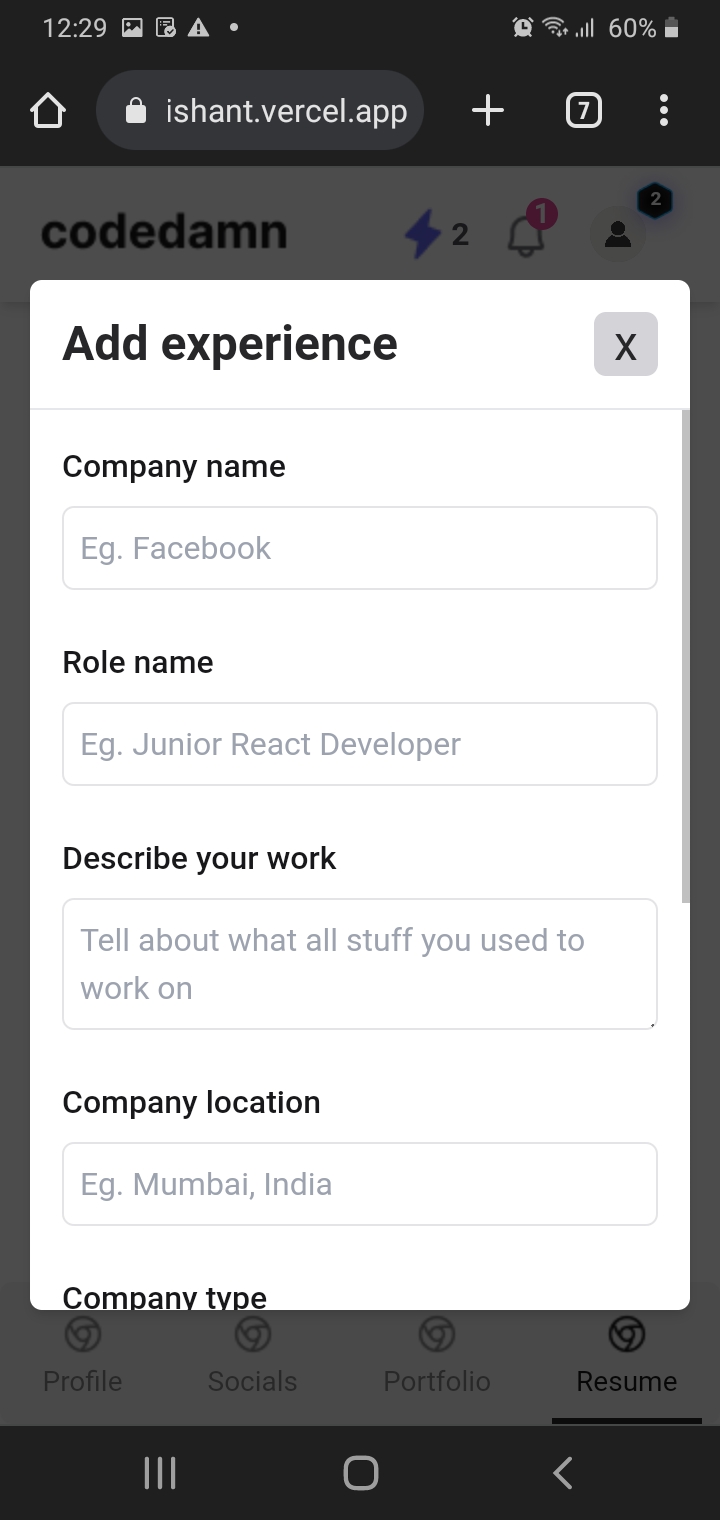 12:29
60%
ishant.vercel.app
7
codedamn
2
1
2
Add experience
X
Company name
Eg. Facebook
Role name
Eg. Junior React Developer
Describe your work
Tell about what all stuff you used to
work on
Company location
Eg. Mumbai, India
Company type
Profile
Socials
Portfolio
Resume